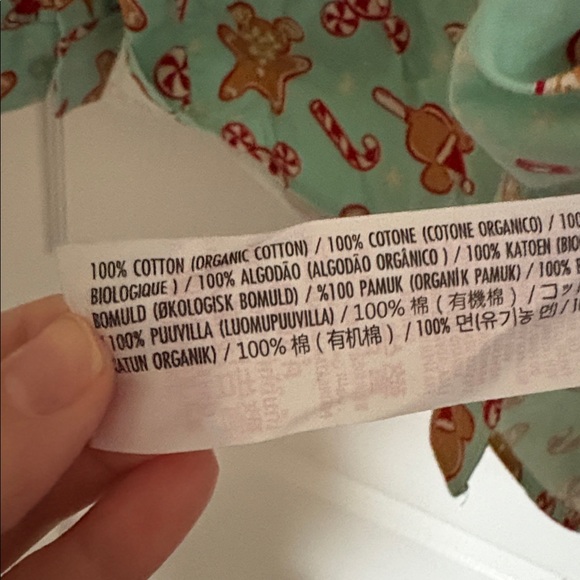 100% COTTON (ORGANIC COTTON) / 100% COTONE (COTONE ORGANICO) / 100
BIOLOGIQUE ) / 100% ALGODÃO (ALGODÃO ORGÂNICO ) / 100% KATOEN (BIO
BOMULD (ØKOLOGISK BOMULD) / %100 PAMUK (ORGANİK PAMUK) / 100%
100% PUUVILLA (LUOMUPUUVILLA) / 100% 棉 ( 有機棉 ) / コッ
KATUN ORGANIK) / 100% 棉 ( 有机棉 ) / 100% 면(유기농 면) /